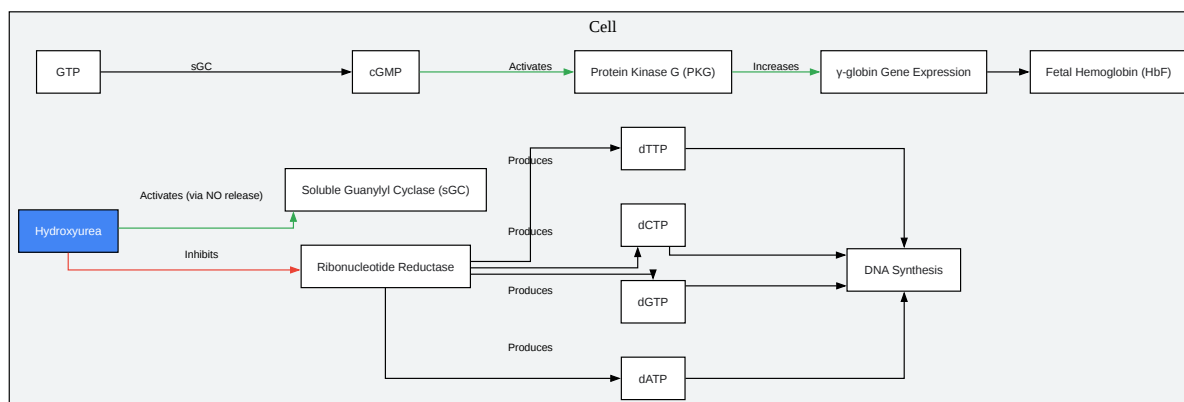 Cell
GTP
sGC
cGMP
Activates
Protein Kinase G (PKG)
Increases
γ-globin Gene Expression
Fetal Hemoglobin (HbF)
Produces
dTTP
Activates (via NO release)
Soluble Guanylyl Cyclase (sGC)
Hydroxyurea
Produces
dCTP
Inhibits
Ribonucleotide Reductase
DNA Synthesis
Produces
dGTP
Produces
dATP